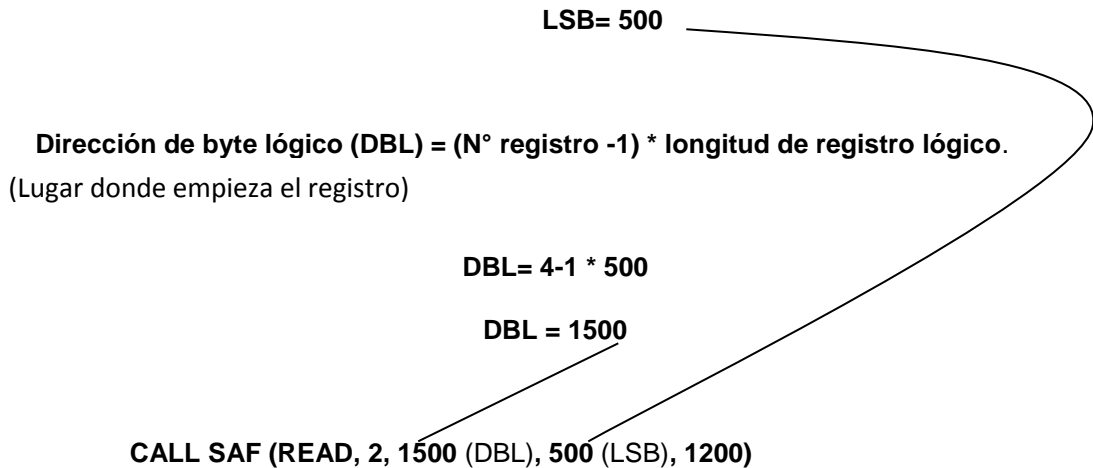 LSB= 500
Dirección de byte lógico (DBL) = (N° registro -1) * longitud de registro lógico.
(Lugar donde empieza el registro)
DBL= 4-1 * 500
DBL = 1500
CALL SAF (READ, 2, 1500 (DBL), 500 (LSB), 1200)